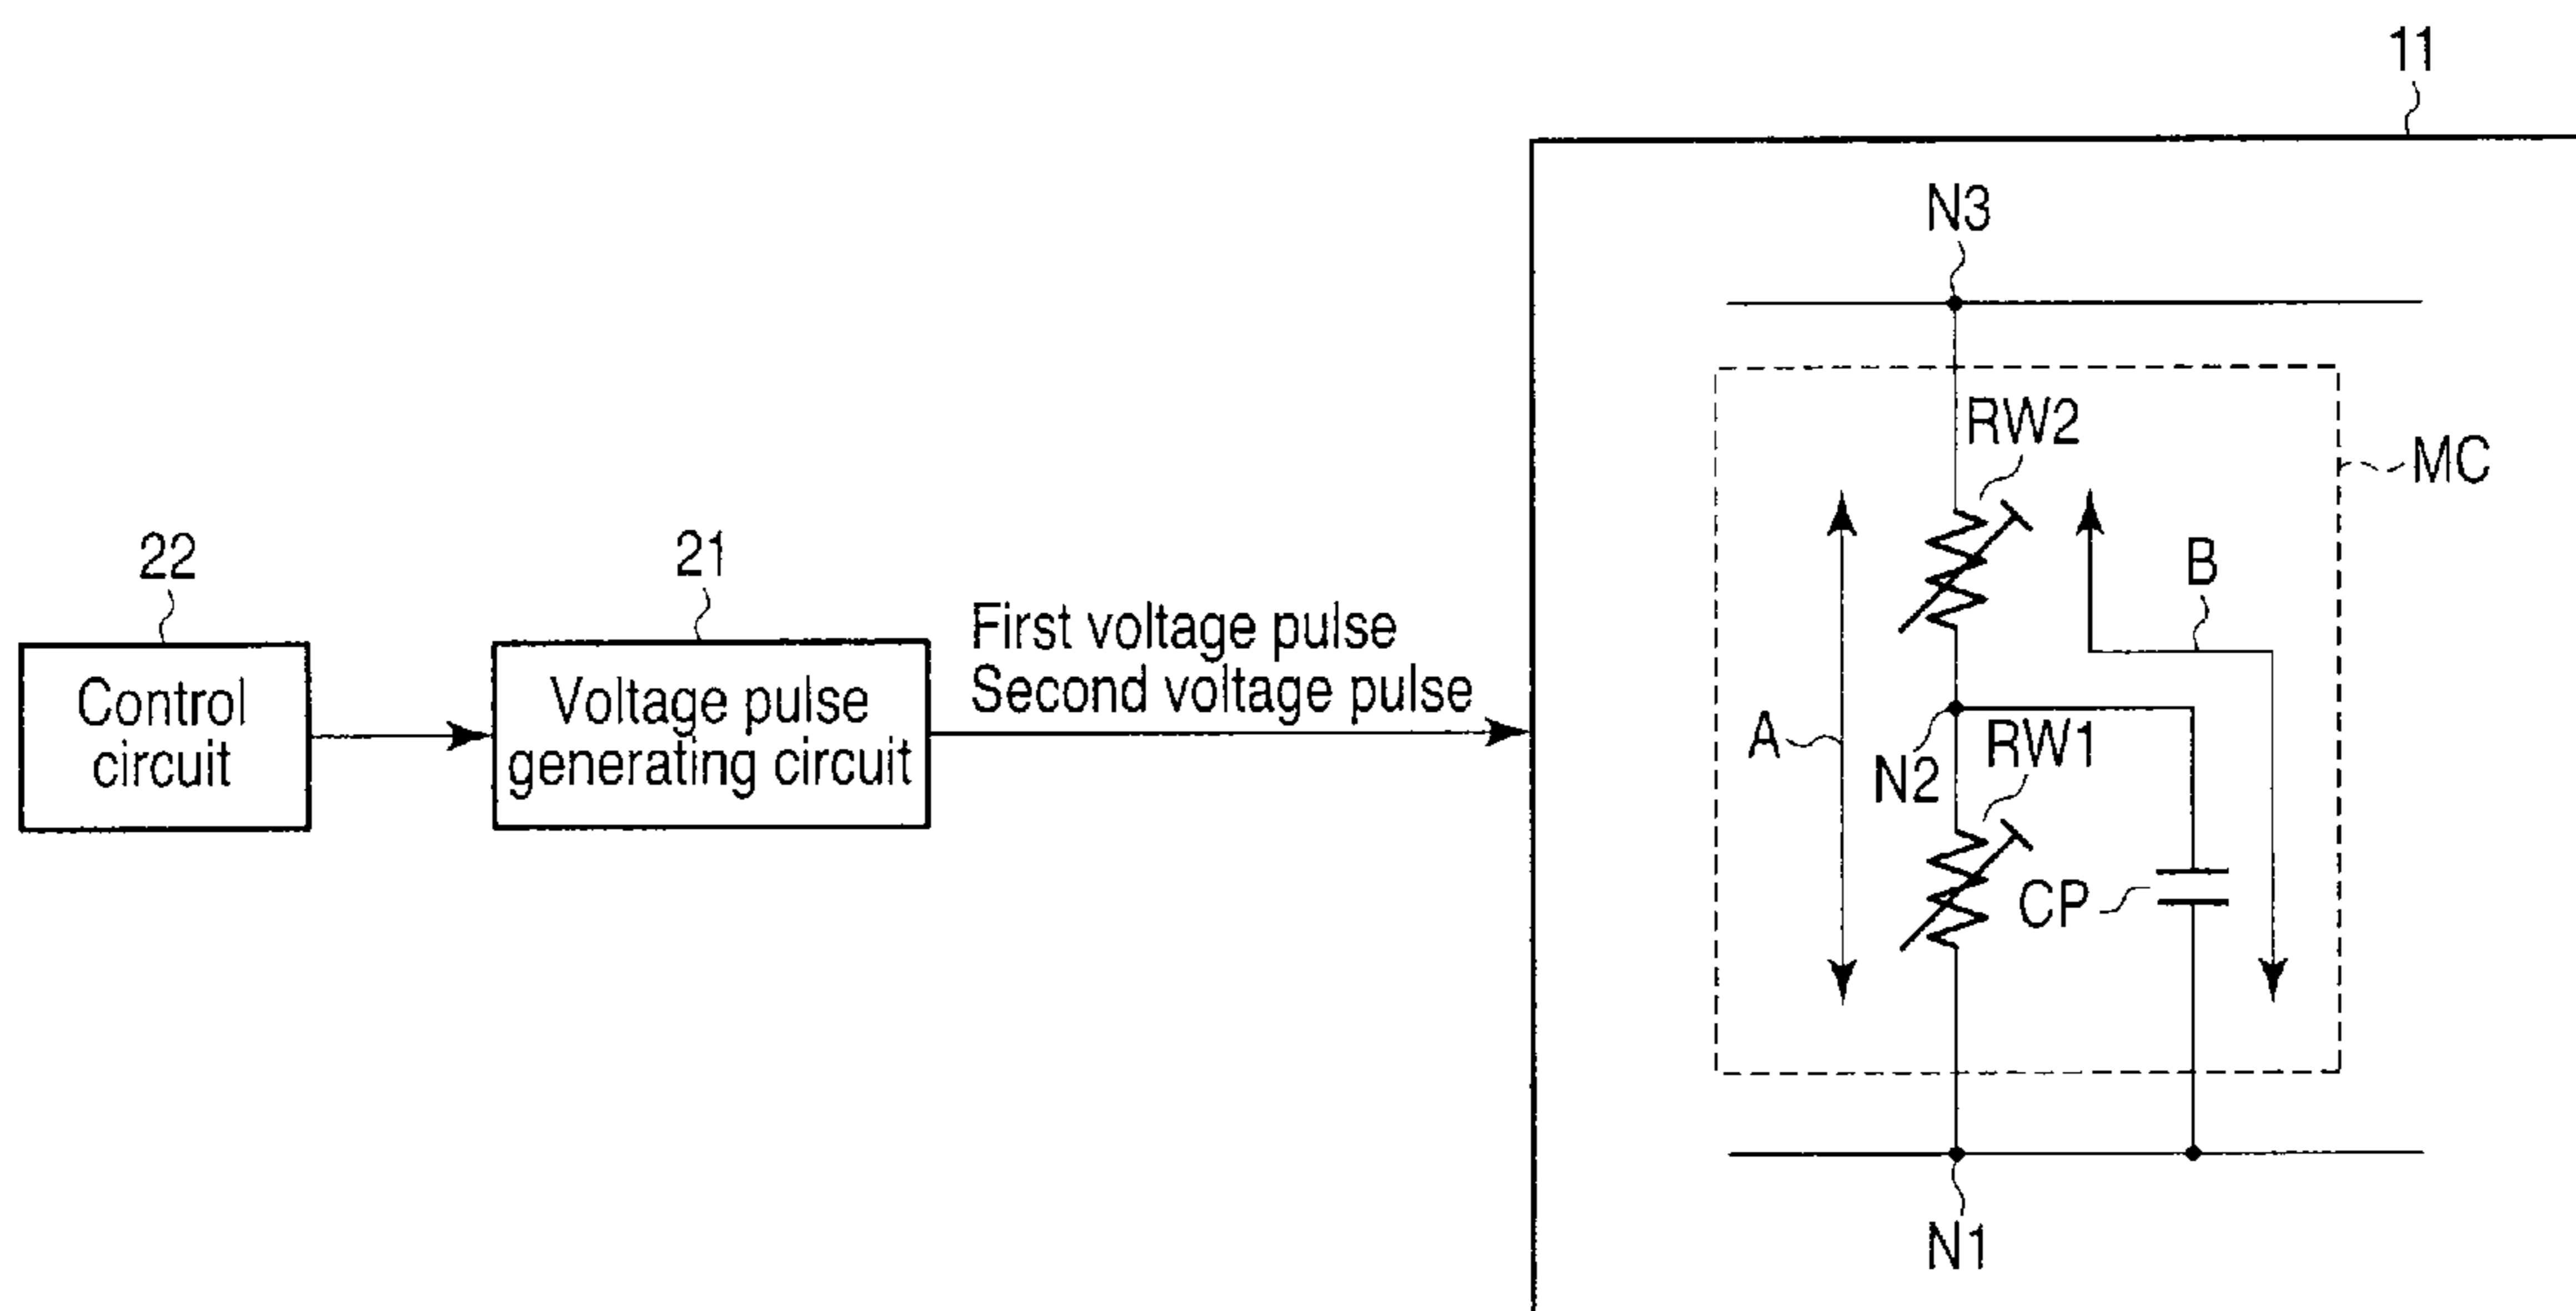 11
N3
RW2
MC
22
21
B
First voltage pulse
Second voltage pulse
Control
circuit
Voltage pulse
generating circuit
A
N2
RW1
CP
N1